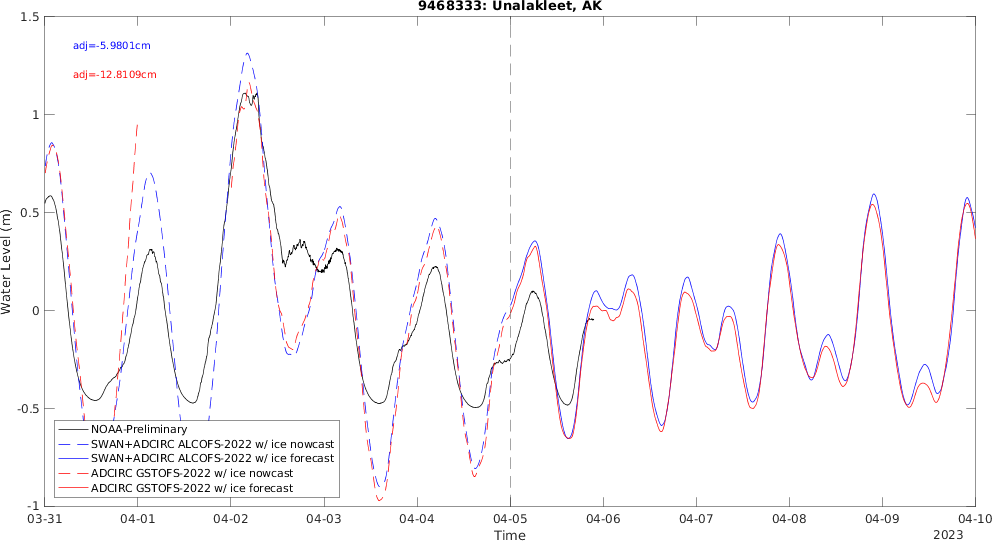 9468333: Unalakleet, AK
adj=-5.9801cm
adj=-12.8109cm
Water Level (m)
1.5
1
0.5
0
-0.5
-1
NOAA-Preliminary
SWAN+ADCIRC ALCOFS-2022 w/ ice nowcast
SWAN+ADCIRC ALCOFS-2022 w/ ice forecast
ADCIRC GSTOFS-2022 w/ ice nowcast
ADCIRC GSTOFS-2022 w/ ice forecast
03-31 04-01 04-02 04-03 04-04 04-05 04-06 04-07 04-08 04-09 04-10
Time
2023